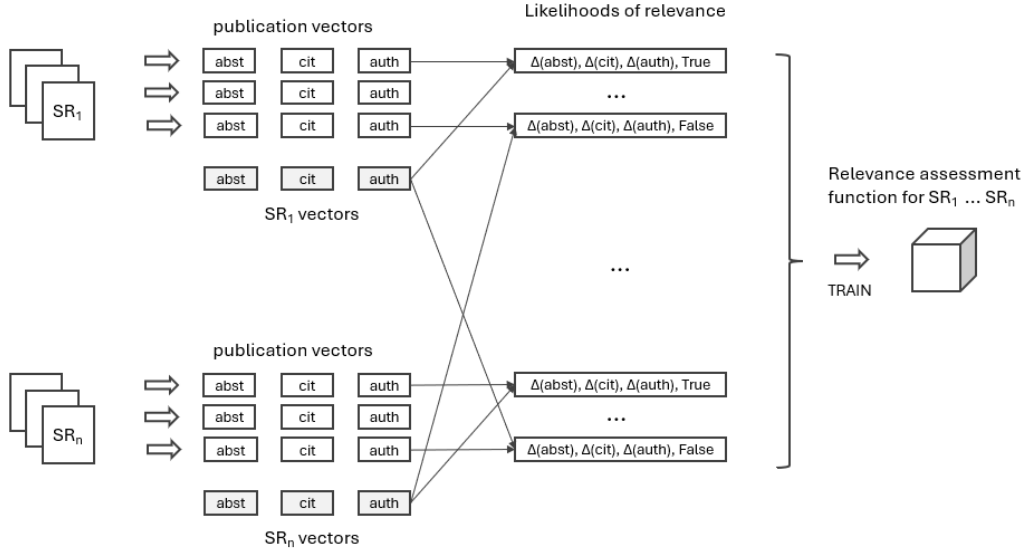 Likelihoods of relevance
publication vectors
abst cit auth Δ(abst), Δ(cit), Δ(auth), True
abst cit auth ...
SR₁ abst cit auth Δ(abst), Δ(cit), Δ(auth), False
abst cit auth
SR₁ vectors
Relevance assessment
function for SR₁ ... SRₙ
...
TRAIN
publication vectors
abst cit auth Δ(abst), Δ(cit), Δ(auth), True
abst cit auth ...
SRₙ abst cit auth Δ(abst), Δ(cit), Δ(auth), False
abst cit auth
SRₙ vectors